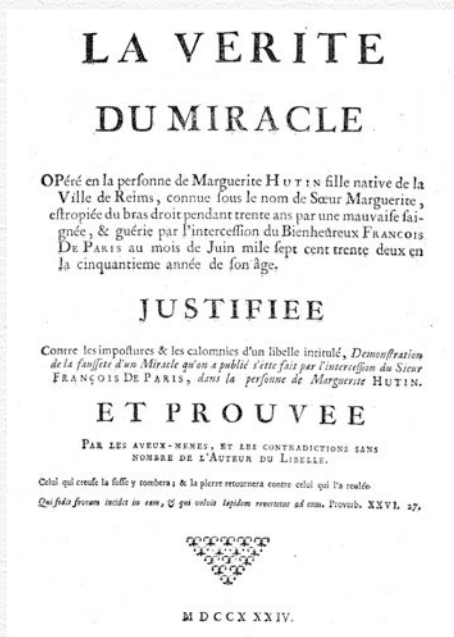 LA VERITE
DU MIRACLE
OPéré en la perſonne de Marguerite HUTIN fille native de la
Ville de Reims, connue ſous le nom de Sœur Marguerite,
eſtropiée du bras droit pendant trente ans par une mauvaiſe ſai-
gnée, & guérie par l'interceſſion du Bienheureux FRANCOIS
DE PARIS au mois de Juin mile ſept cent trente deux en
la cinquantieme année de ſon âge.
JUSTIFIEE
Contre les impoſtures & les calomnies d'un libelle intitulé, Demonſtration
de la fauſſeté d'un Miracle qu'on a publié s'être fait par l'interceſſion du Sieur
FRANÇOIS DE PARIS, dans la perſonne de Marguerite HUTIN.
ET PROUVEE
PAR LES AVEUX-MEMES, ET LES CONTRADICTIONS SANS
NOMBRE DE L'AUTEUR DU LIBELLE.
Celui qui creuſe la foſſe y tombera; & la pierre retournera contre celui qui l'a roulée.
Qui fodit foveam incidet in eam, & qui volvit lapidem revertetur ad eum. Proverb. XXVI. 27.
M DCCX XXIV.